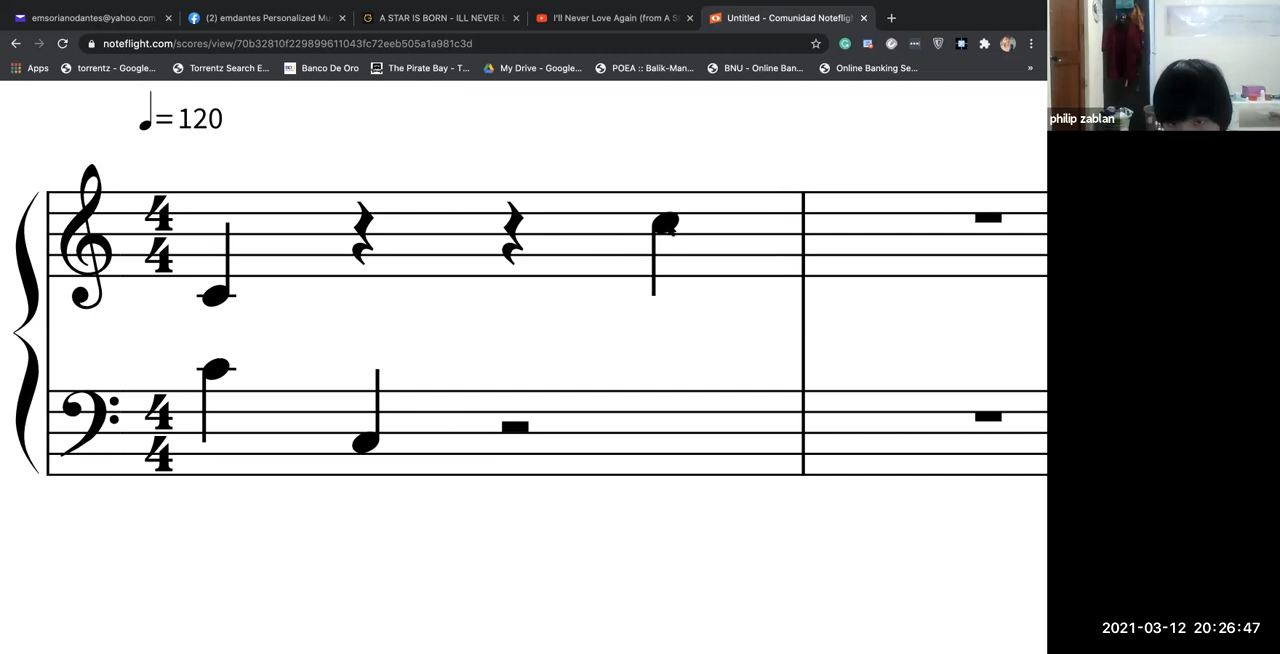 emsorianodantes@yahoo.com
(2) emdantes Personalized Mu
A STAR IS BORN - ILL NEVER L
I'll Never Love Again (from A S
Untitled - Comunidad Noteflig
noteflight.com/scores/view/70b32810f229899611043fc72eeb505a1a981c3d
Apps
torrentz - Google...
Torrentz Search E...
Banco De Oro
The Pirate Bay - T...
My Drive - Google...
POEA :: Balik-Man...
BNU - Online Ban...
Online Banking Se...
»
philip zablan
= 120
4
4
4
4
2021-03-12 20:26:47